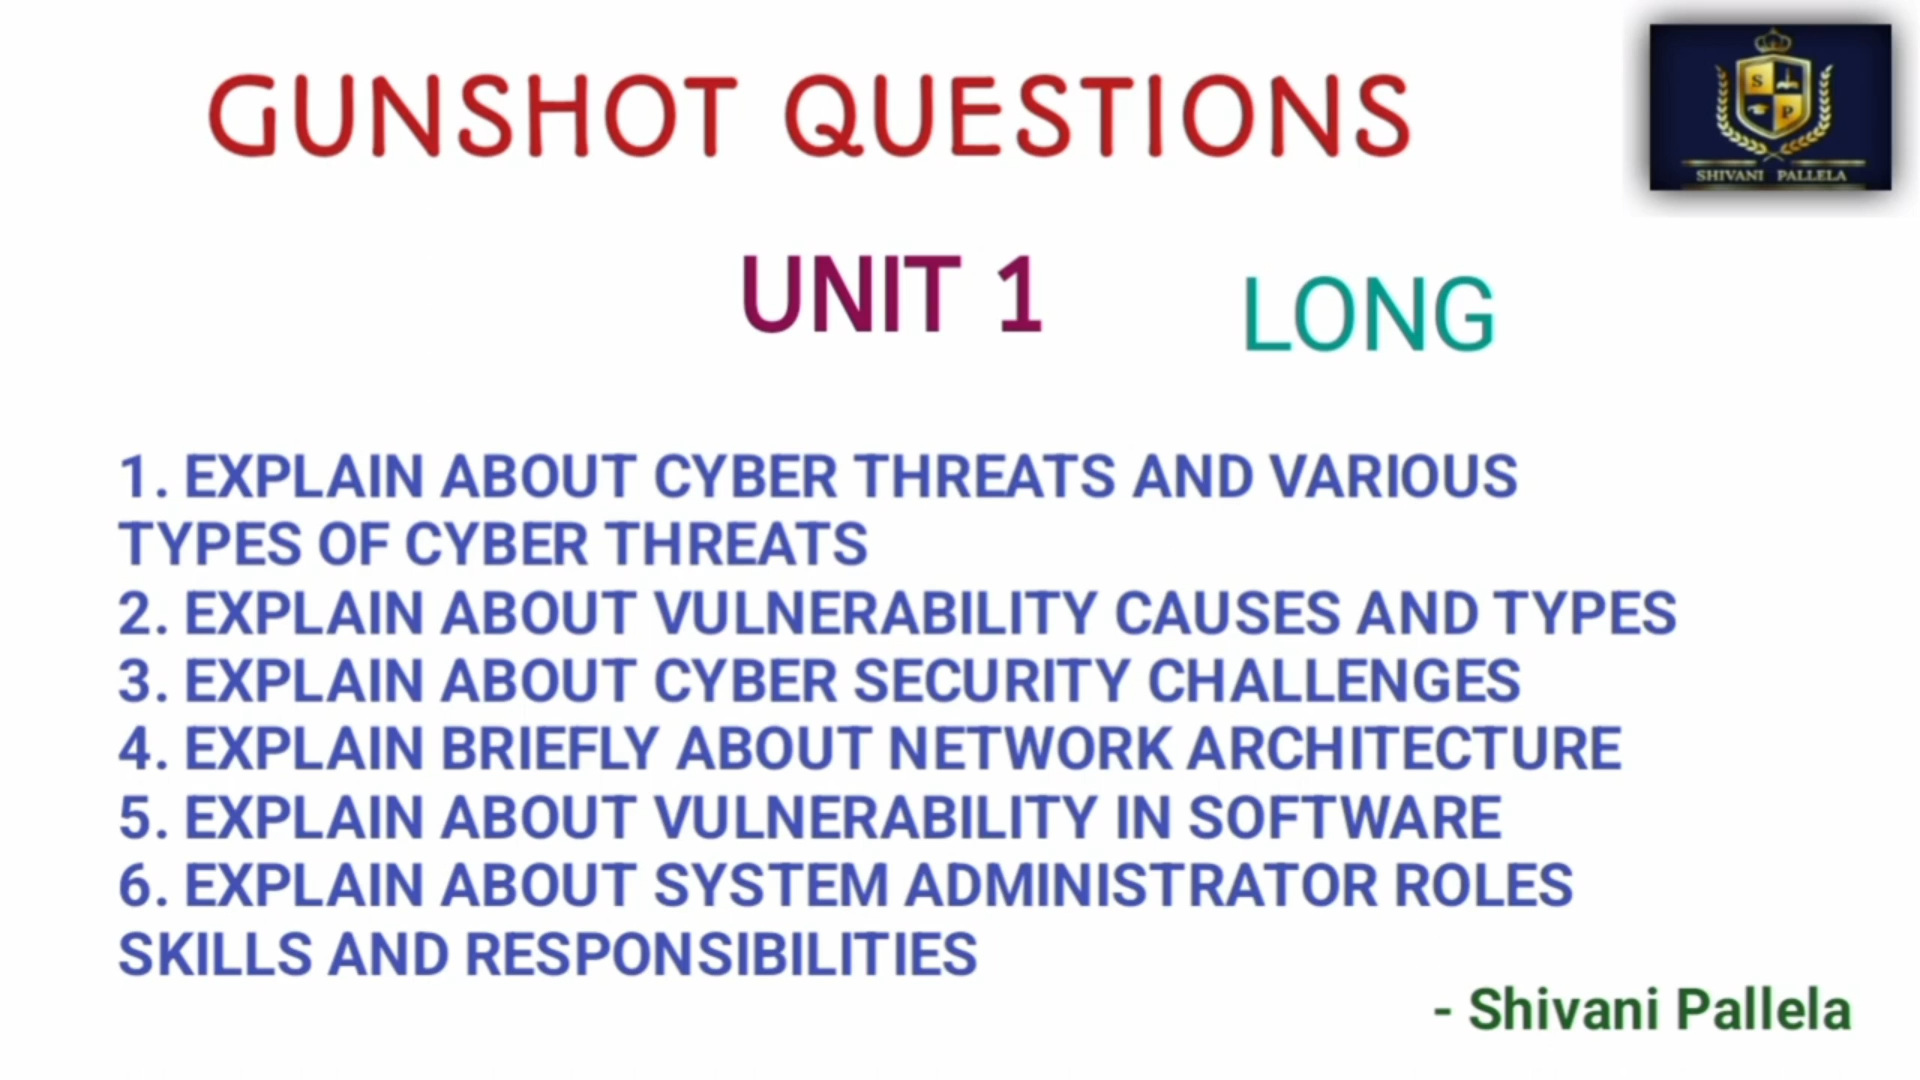 GUNSHOT QUESTIONS
S
P
SHIVANI PALLELA
UNIT 1 LONG
1. EXPLAIN ABOUT CYBER THREATS AND VARIOUS
TYPES OF CYBER THREATS
2. EXPLAIN ABOUT VULNERABILITY CAUSES AND TYPES
3. EXPLAIN ABOUT CYBER SECURITY CHALLENGES
4. EXPLAIN BRIEFLY ABOUT NETWORK ARCHITECTURE
5. EXPLAIN ABOUT VULNERABILITY IN SOFTWARE
6. EXPLAIN ABOUT SYSTEM ADMINISTRATOR ROLES
SKILLS AND RESPONSIBILITIES
- Shivani Pallela